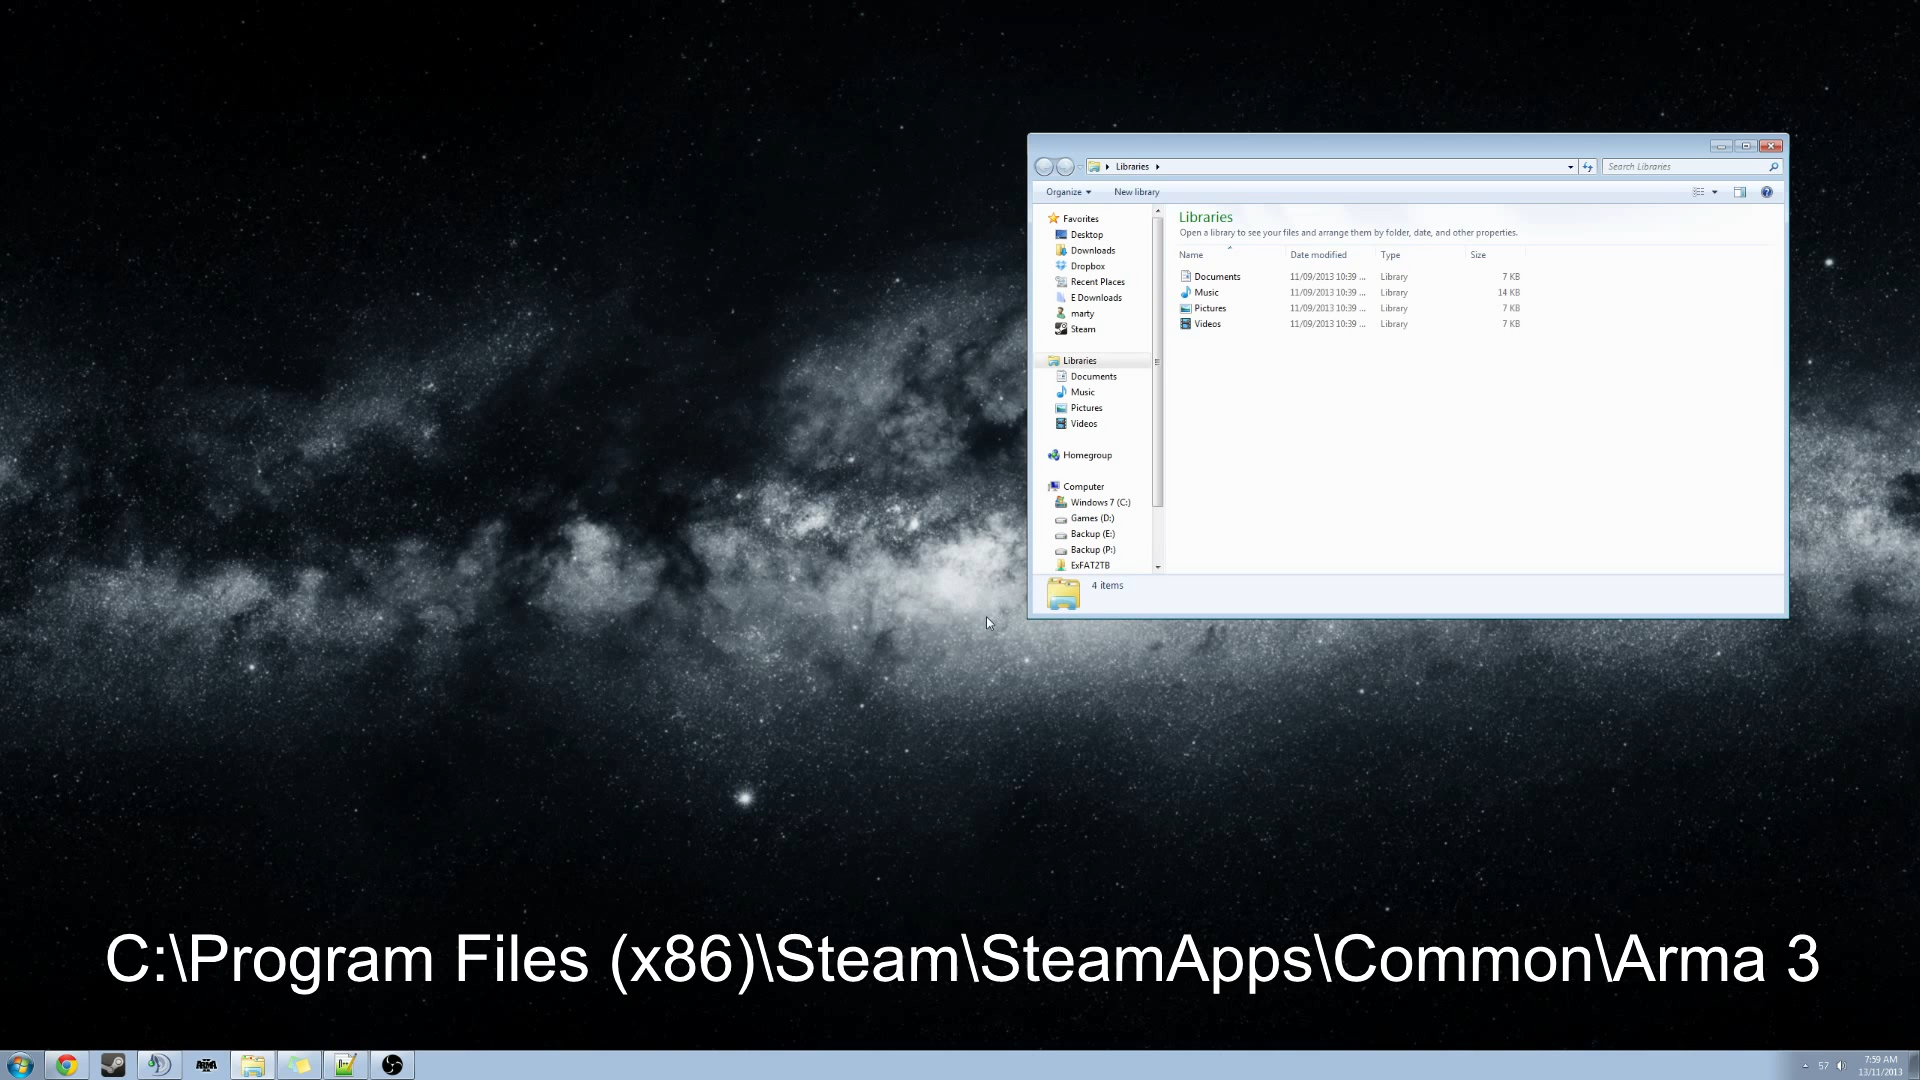 Libraries
Search Libraries
Organize
New library
Favorites
Desktop
Downloads
Dropbox
Recent Places
E Downloads
marty
Steam
Libraries
Documents
Music
Pictures
Videos
Homegroup
Computer
Windows 7 (C:)
Games (D:)
Backup (E:)
Backup (P:)
ExFAT2TB
Libraries
Open a library to see your files and arrange them by folder, date, and other properties.
Name Date modified Type Size
Documents 11/09/2013 10:39 ... Library 7 KB
Music 11/09/2013 10:39 ... Library 14 KB
Pictures 11/09/2013 10:39 ... Library 7 KB
Videos 11/09/2013 10:39 ... Library 7 KB
4 items
C:\Program Files (x86)\Steam\SteamApps\Common\Arma 3
ARMA
57
7:59 AM
13/11/2013